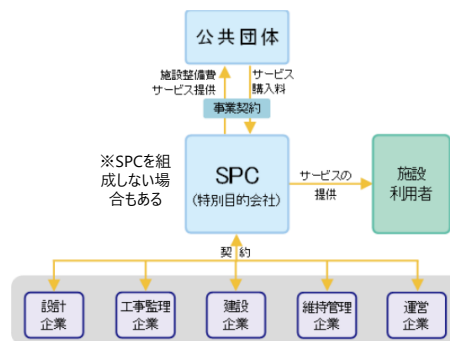 公共団体
施設整備費
サービス提供
サービス
購入料
事業契約
※SPCを組
成しない場
合もある
SPC
(特別目的会社)
サービスの
提供
施設
利用者
契約
設計
企業
工事監理
企業
建設
企業
維持管理
企業
運営
企業